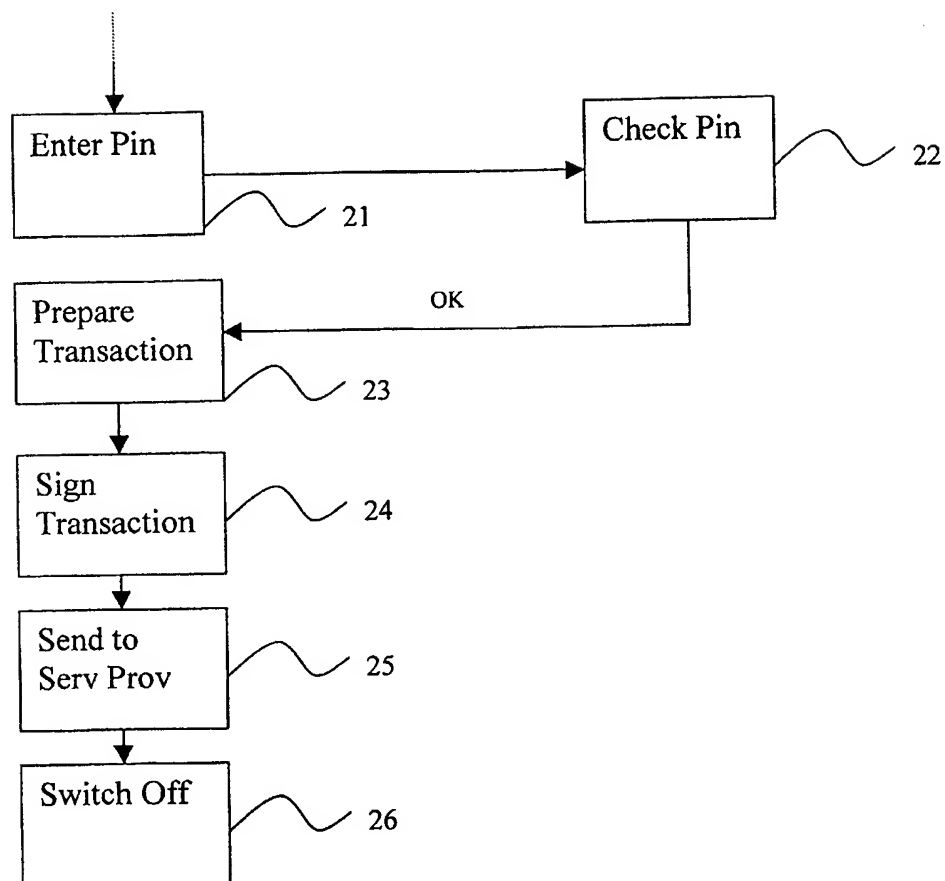 Enter Pin
21
Check Pin
22
OK
Prepare
Transaction
23
Sign
Transaction
24
Send to
Serv Prov
25
Switch Off
26